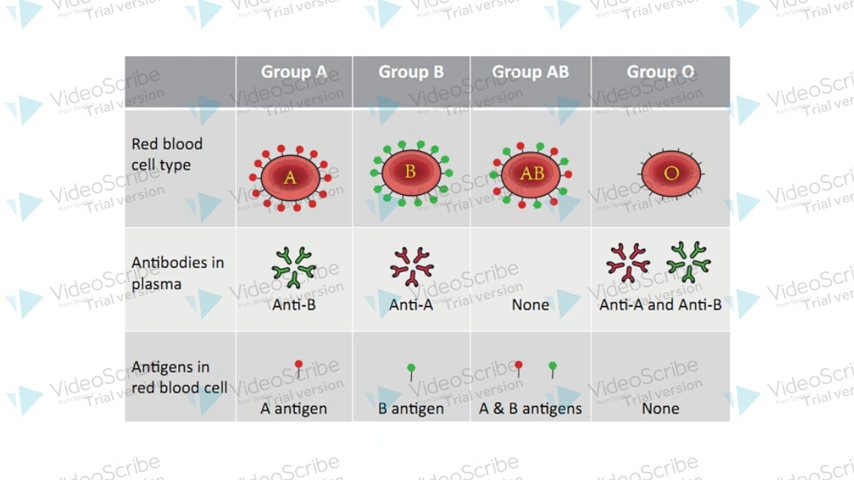 Group A
Group B
Group AB
Group O
Red blood
cell type
A
B
AB
O
Antibodies in
plasma
Anti-B
Anti-A
None
Anti-A and Anti-B
Antigens in
red blood cell
A antigen
B antigen
A & B antigens
None
VideoScribe
Trial version